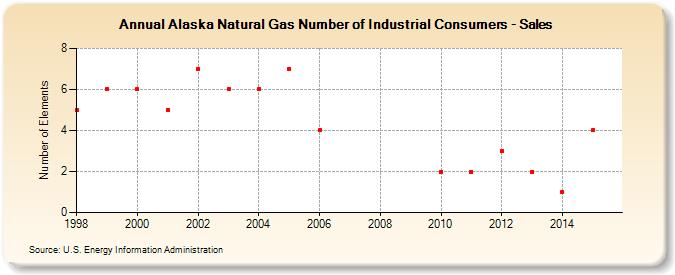 Annual Alaska Natural Gas Number of Industrial Consumers - Sales
Number of Elements
8
6
4
2
0
1998 2000 2002 2004 2006 2008 2010 2012 2014
Source: U.S. Energy Information Administration